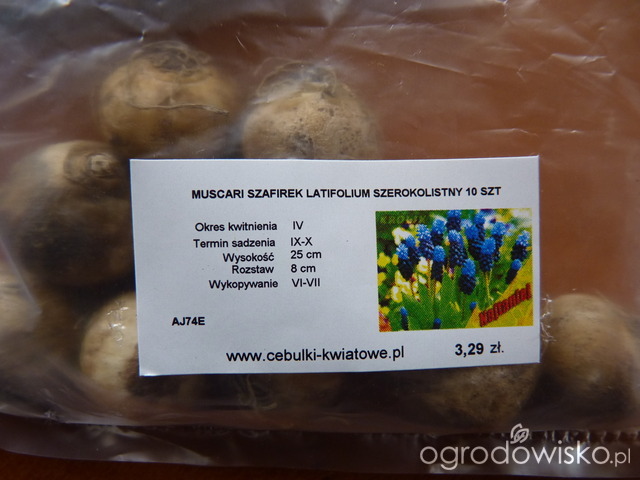 MUSCARI SZAFIREK LATIFOLIUM SZEROKOLISTNY 10 SZT
Okres kwitnienia IV
Termin sadzenia IX-X
Wysokość 25 cm
Rozstaw 8 cm
Wykopywanie VI-VII
AJ74E
www.cebulki-kwiatowe.pl 3,29 zł.
ogrodowisko.pl